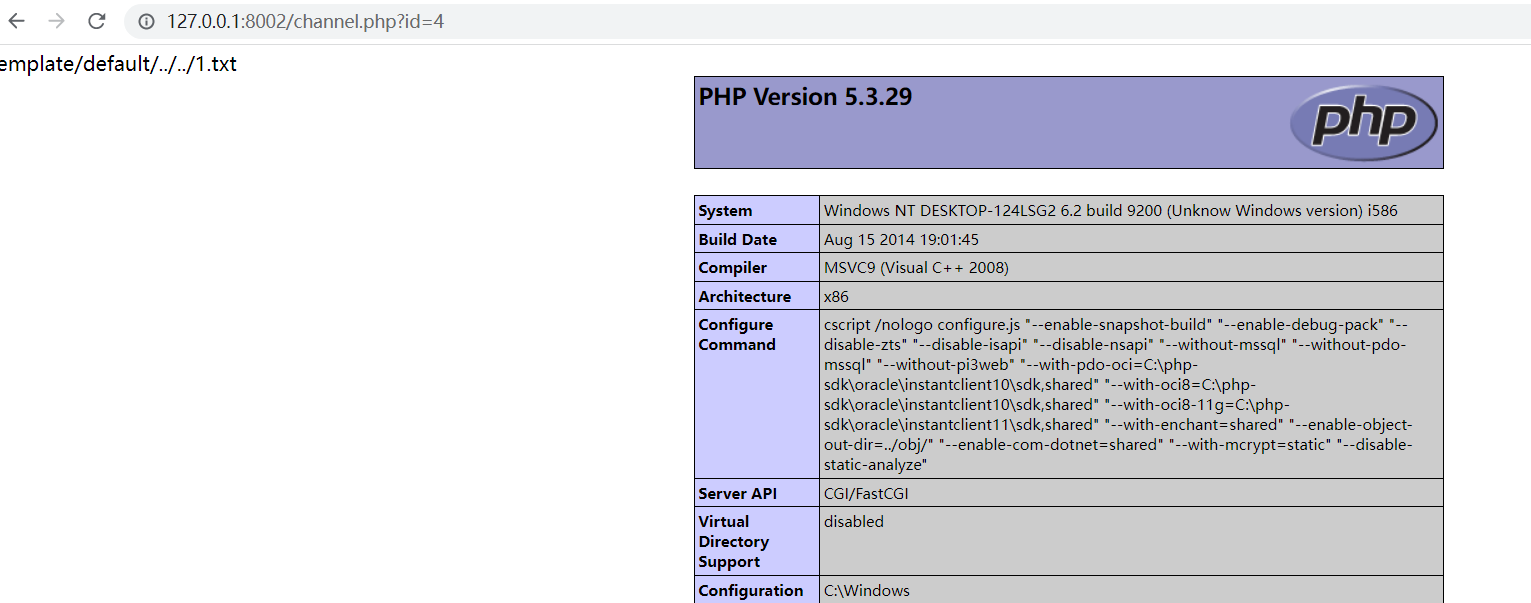 127.0.0.1:8002/channel.php?id=4
emplate/default/../../1.txt
PHP Version 5.3.29
php
System Windows NT DESKTOP-124LSG2 6.2 build 9200 (Unknow Windows version) i586
Build Date Aug 15 2014 19:01:45
Compiler MSVC9 (Visual C++ 2008)
Architecture x86
Configure cscript /nologo configure.js "--enable-snapshot-build" "--enable-debug-pack" "--
Command disable-zts" "--disable-isapi" "--disable-nsapi" "--without-mssql" "--without-pdo-
mssql" "--without-pi3web" "--with-pdo-oci=C:\php-
sdk\oracle\instantclient10\sdk,shared" "--with-oci8=C:\php-
sdk\oracle\instantclient10\sdk,shared" "--with-oci8-11g=C:\php-
sdk\oracle\instantclient11\sdk,shared" "--with-enchant=shared" "--enable-object-
out-dir=../obj/" "--enable-com-dotnet=shared" "--with-mcrypt=static" "--disable-
static-analyze"
Server API CGI/FastCGI
Virtual disabled
Directory
Support
Configuration C:\Windows